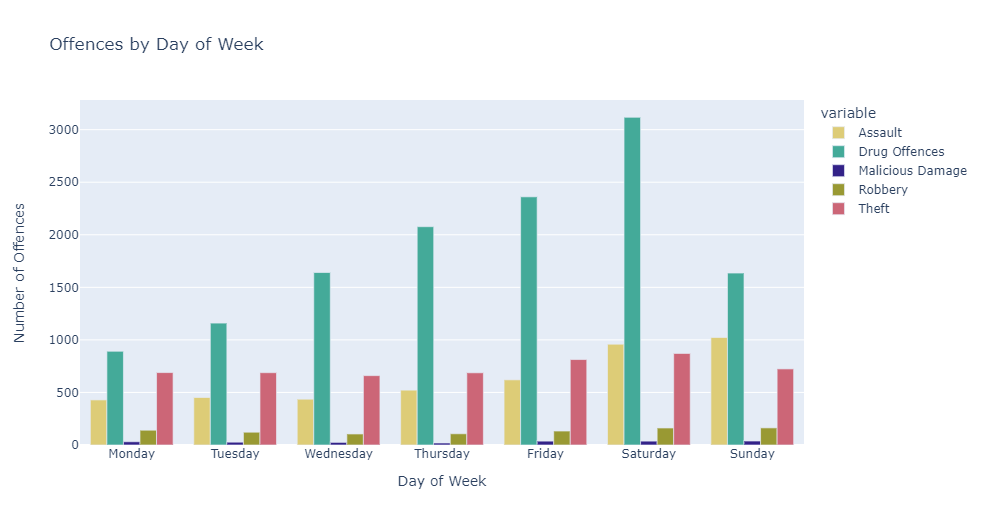 Offences by Day of Week
variable
Assault
Drug Offences
Malicious Damage
Robbery
Theft
Number of Offences
3000
2500
2000
1500
1000
500
0
Monday Tuesday Wednesday Thursday Friday Saturday Sunday
Day of Week